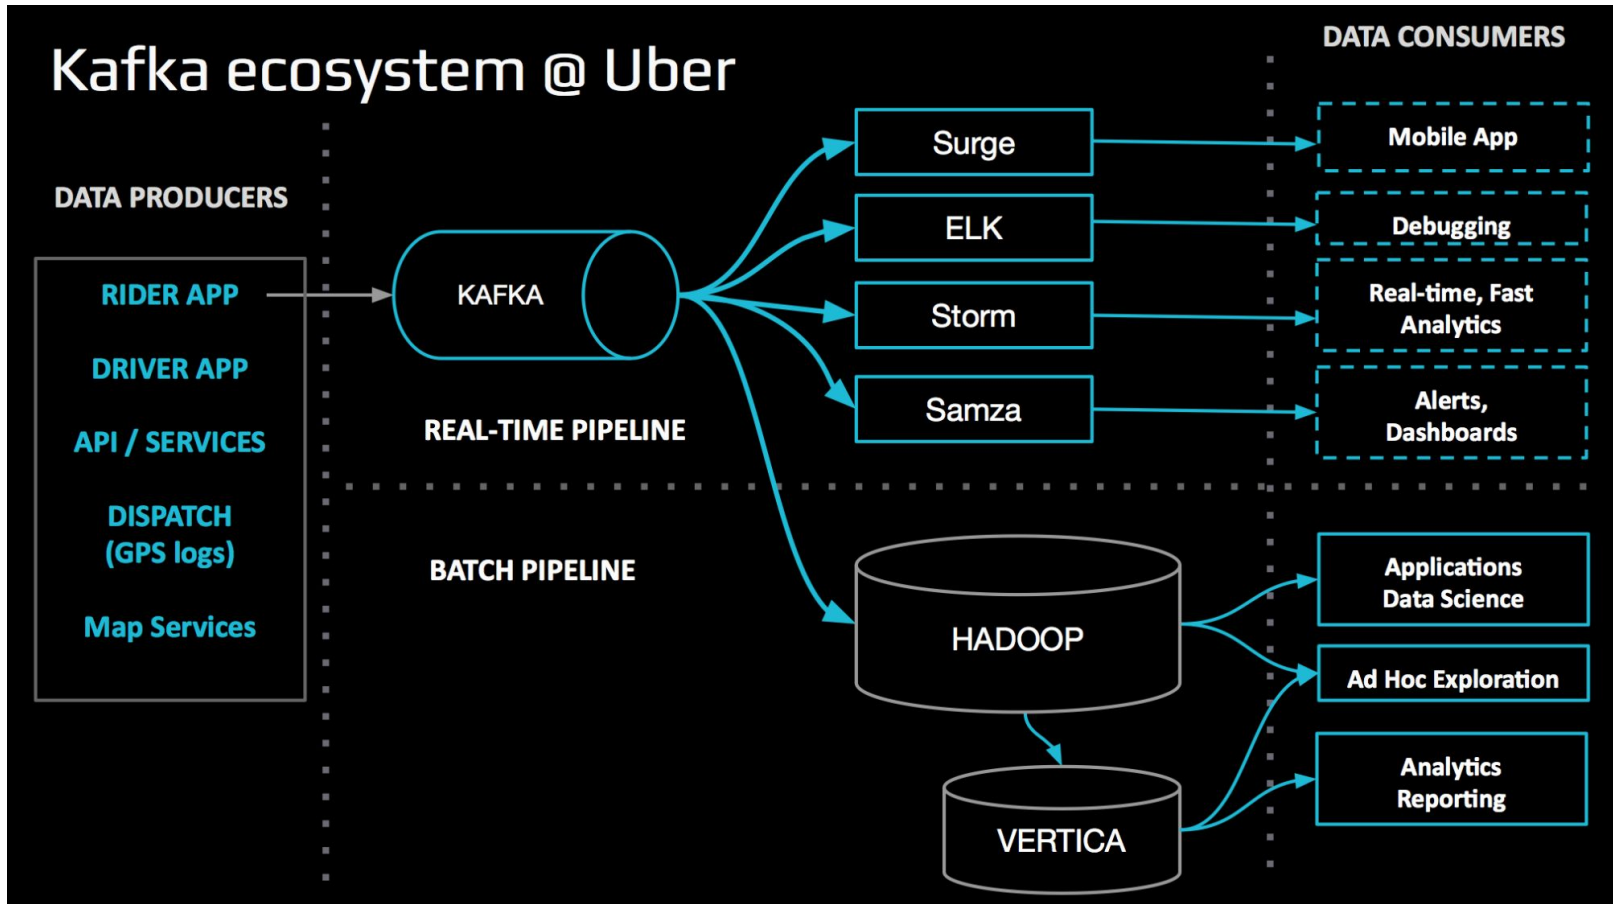 Kafka ecosystem @ Uber
DATA PRODUCERS
RIDER APP
DRIVER APP
API / SERVICES
DISPATCH
(GPS logs)
Map Services
KAFKA
REAL-TIME PIPELINE
BATCH PIPELINE
Surge
ELK
Storm
Samza
HADOOP
VERTICA
DATA CONSUMERS
Mobile App
Debugging
Real-time, Fast
Analytics
Alerts,
Dashboards
Applications
Data Science
Ad Hoc Exploration
Analytics
Reporting